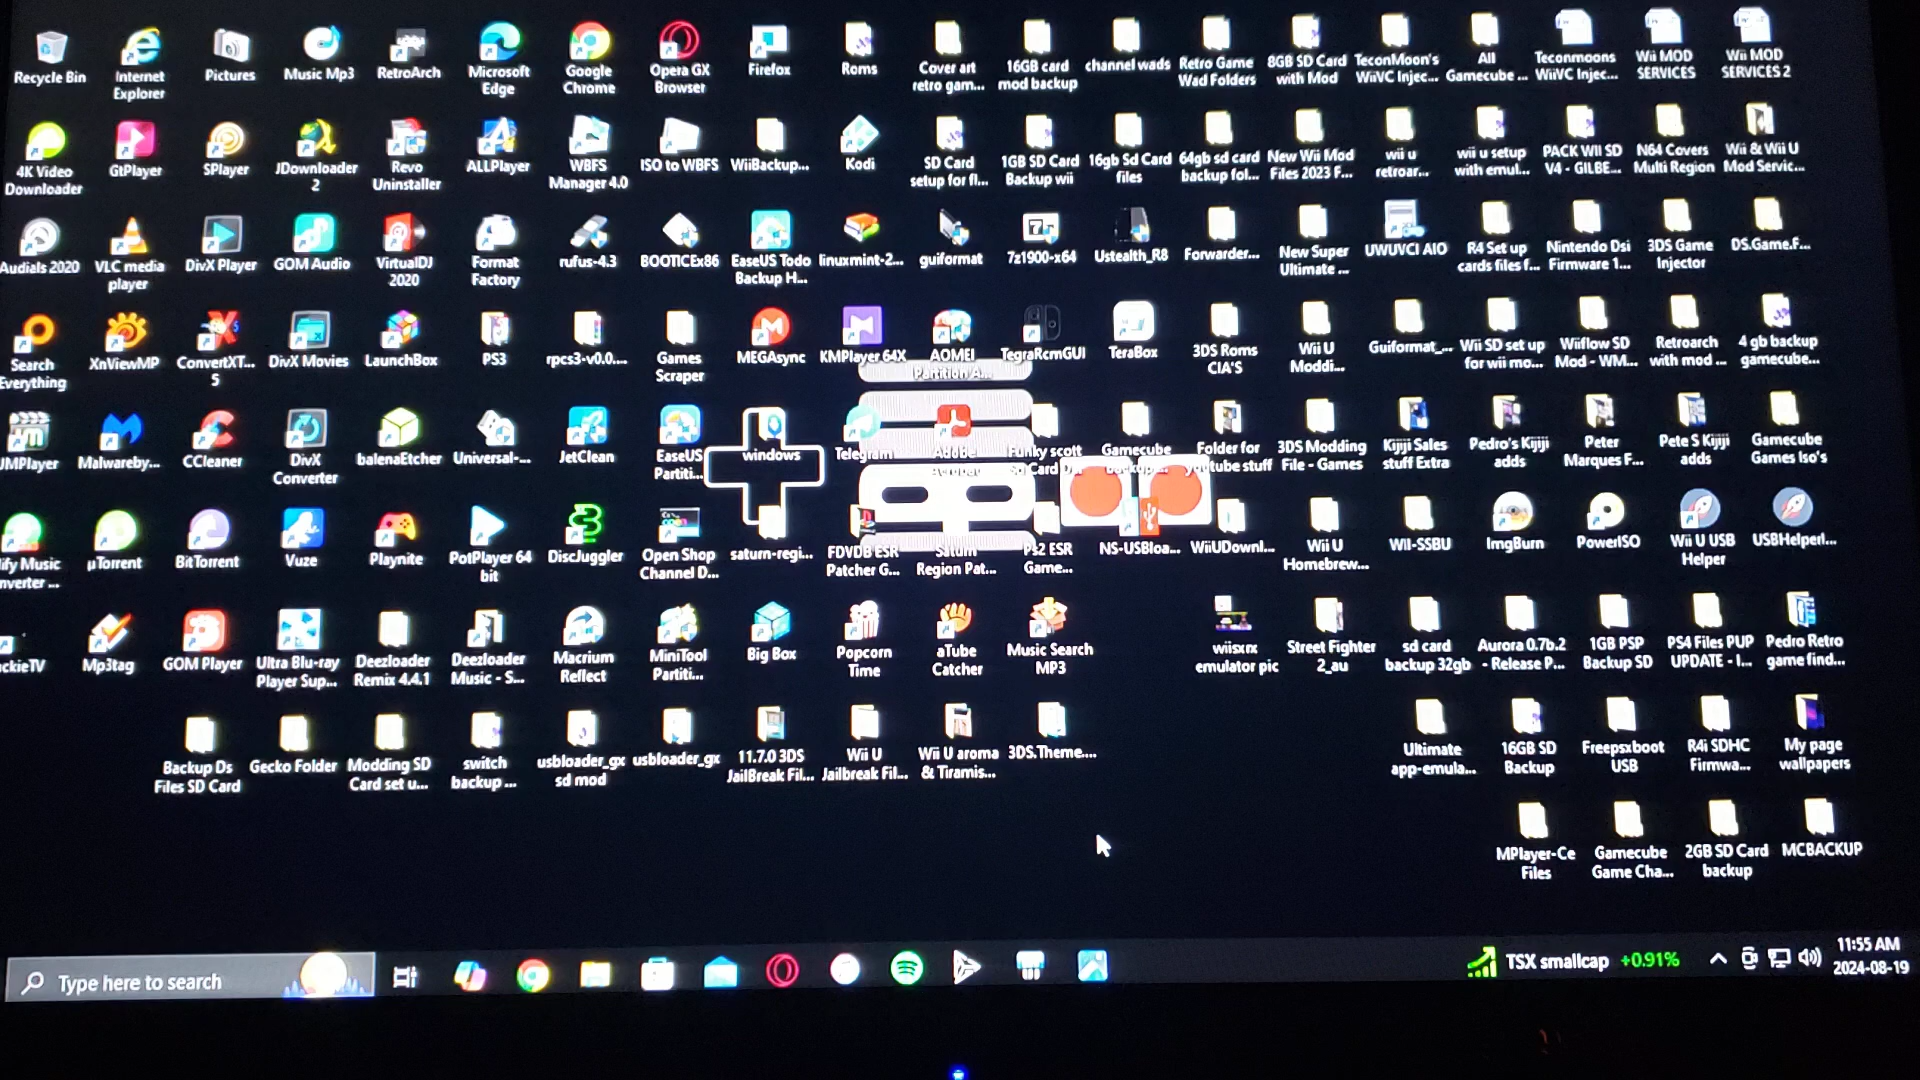 Recycle Bin
Internet
Explorer
Pictures
Music Mp3
RetroArch
Microsoft
Edge
Google
Chrome
Opera GX
Browser
Firefox
Roms
Cover art
retro gam...
16GB card
mod backup
channel wads
Retro Game
Wad Folders
8GB SD Card
with Mod
TeconMoon's
WiiVC Injec...
All
Gamecube ...
Teconmoons
WiiVC Injec...
Wii MOD
SERVICES
Wii MOD
SERVICES 2
4K Video
Downloader
GtPlayer
SPlayer
JDownloader
2
Revo
Uninstaller
ALLPlayer
WBFS
Manager 4.0
ISO to WBFS
WiiBackup...
Kodi
SD Card
setup for fl...
1GB SD Card
Backup wii
16gb sd Card
files
64gb sd card
backup fol...
New Wii Mod
Files 2023 F...
wii u
retroar...
wii u setup
with emul...
PACK WII SD
V4 - GILBE...
N64 Covers
Multi Region
Wii & Wii U
Mod Servic...
Audials 2020
VLC media
player
DivX Player
GOM Audio
VirtualDJ
2020
Format
Factory
rufus-4.3
BOOTICEx86
EaseUS Todo
Backup H...
linuxmint-2...
guiformat
7z1900-x64
Ustealth_R8
Forwarder...
New Super
Ultimate ...
UWUVCI AIO
R4 Set up
cards files f...
Nintendo Dsi
Firmware 1...
3DS Game
Injector
DS.Game.F...
Search
Everything
XnViewMP
ConvertXT...
5
DivX Movies
LaunchBox
PS3
rpcs3-v0.0....
Games
Scraper
MEGAsync
KMPlayer 64X
AOMEI
Partition A...
TegraRcmGUI
TeraBox
3DS Roms
CIA'S
Wii U
Moddi...
Guiformat_...
Wii SD set up
for wii mo...
Wiiflow SD
Mod - WM...
Retroarch
with mod ...
4 gb backup
gamecube...
JMPlayer
Malwareby...
CCleaner
DivX
Converter
balenaEtcher
Universal-...
JetClean
EaseUS
Partiti...
windows
Telegram
Adobe
Acrobat
Funky scott
Sd Card
Gamecube
backup...
Folder for
youtube stuff
3DS Modding
File - Games
Kijiji Sales
stuff Extra
Pedro's Kijiji
adds
Peter
Marques F...
Pete S Kijiji
adds
Gamecube
Games Iso's
ify Music
nverter ...
µTorrent
BitTorrent
Vuze
Playnite
PotPlayer 64
bit
DiscJuggler
Open Shop
Channel D...
saturn-regi...
FDVDB ESR
Patcher G...
Saturn
Region Pat...
Ps2 ESR
Game...
NS-USBloa...
WiiUDownl...
Wii U
Homebrew...
WII-SSBU
ImgBurn
PowerISO
Wii U USB
Helper
USBHelperI...
ckieTV
Mp3tag
GOM Player
Ultra Blu-ray
Player Sup...
Deezloader
Remix 4.4.1
Deezloader
Music - S...
Macrium
Reflect
MiniTool
Partiti...
Big Box
Popcorn
Time
aTube
Catcher
Music Search
MP3
wiisxrx
emulator pic
Street Fighter
2_au
sd card
backup 32gb
Aurora 0.7b.2
- Release P...
1GB PSP
Backup SD
PS4 Files PUP
UPDATE - I...
Pedro Retro
game find...
Backup Ds
Files SD Card
Gecko Folder
Modding SD
Card set u...
switch
backup ...
usbloader_gx
sd mod
usbloader_gx
11.7.0 3DS
JailBreak Fil...
Wii U
Jailbreak Fil...
Wii U aroma
& Tiramis...
3DS.Theme....
Ultimate
app-emula...
16GB SD
Backup
Freepsxboot
USB
R4i SDHC
Firmwa...
My page
wallpapers
MPlayer-Ce
Files
Gamecube
Game Cha...
2GB SD Card
backup
MCBACKUP
Type here to search
TSX smallcap +0.91%
11:55 AM
2024-08-19